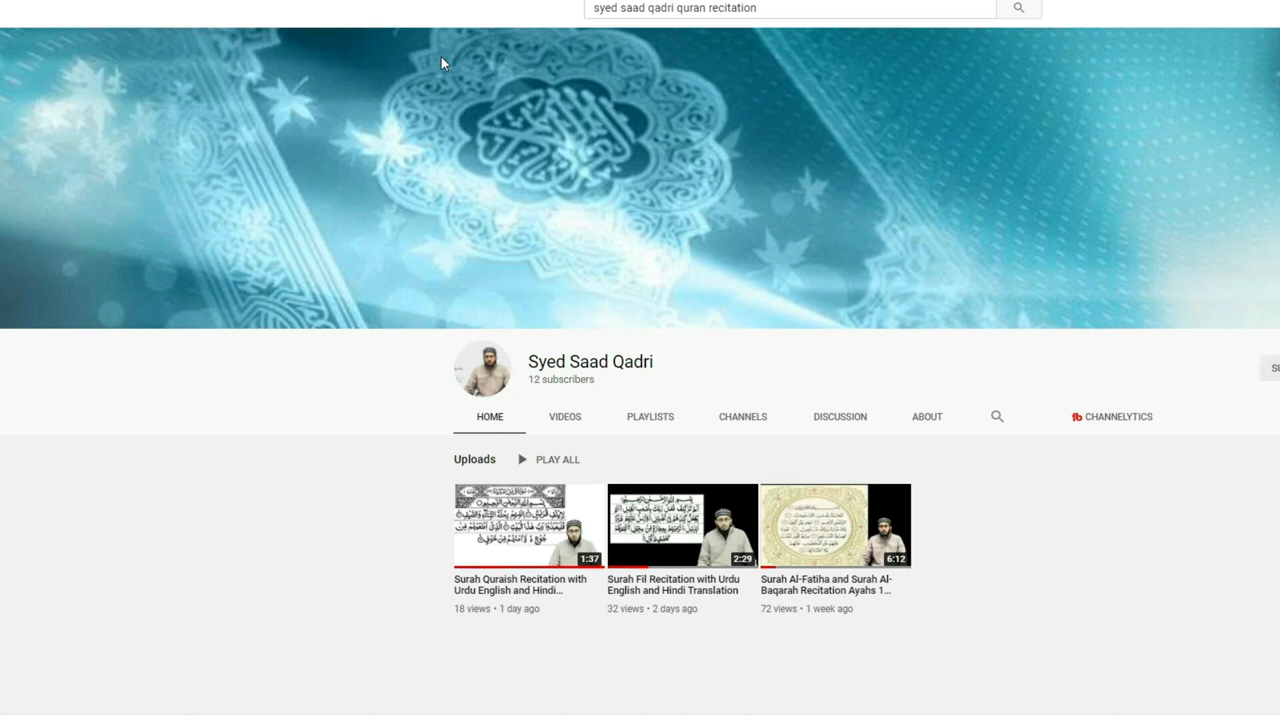 syed saad qadri quran recitation
Syed Saad Qadri
12 subscribers
HOME
VIDEOS
PLAYLISTS
CHANNELS
DISCUSSION
ABOUT
CHANNELYTICS
Uploads
PLAY ALL
1:37
2:29
6:12
Surah Quraish Recitation with
Urdu English and Hindi...
18 views • 1 day ago
Surah Fil Recitation with Urdu
English and Hindi Translation
32 views • 2 days ago
Surah Al-Fatiha and Surah Al-
Baqarah Recitation Ayahs 1...
72 views • 1 week ago